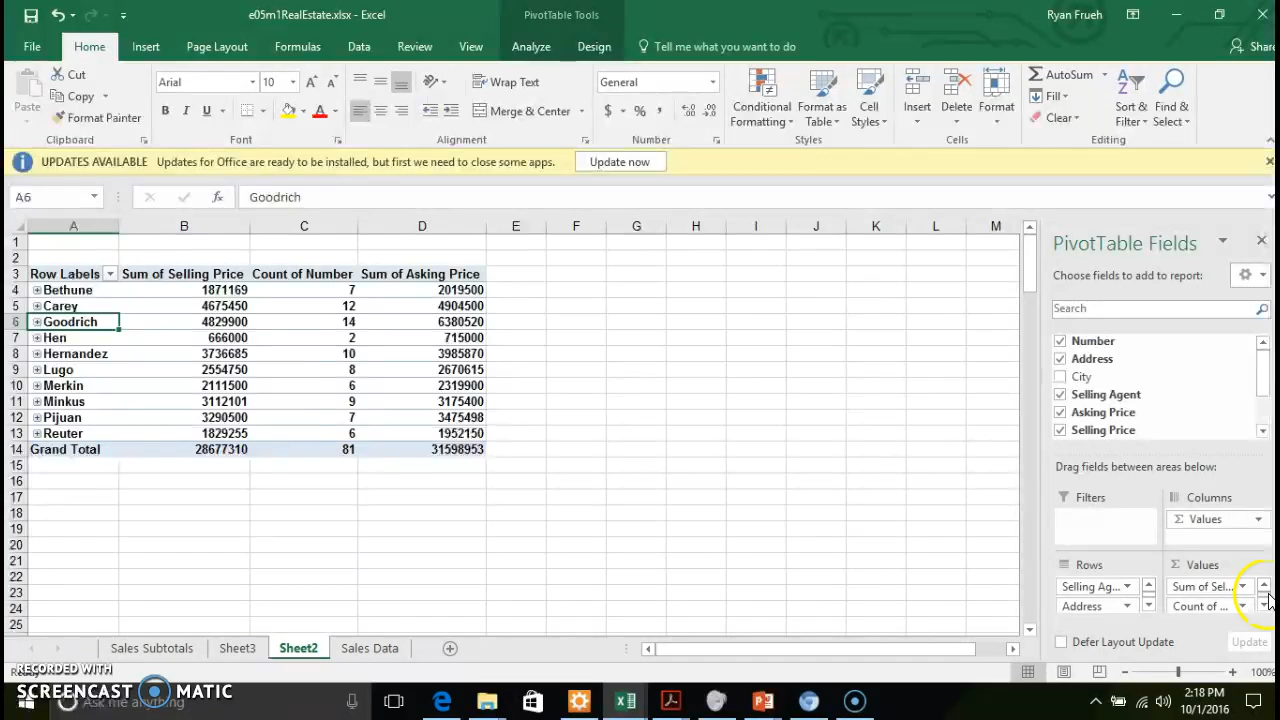 e05m1RealEstate.xlsx - Excel
PivotTable Tools
Ryan Frueh
File Home Insert Page Layout Formulas Data Review View Analyze Design Tell me what you want to do Share
Paste Cut Copy Format Painter
Arial 10 B I U A
Wrap Text Merge & Center
General $ % ,
Conditional Formatting Format as Table Cell Styles
Insert Delete Format
AutoSum Fill Clear Sort & Filter Find & Select
Clipboard Font Alignment Number Styles Cells Editing
UPDATES AVAILABLE Updates for Office are ready to be installed, but first we need to close some apps. Update now
A6 fx Goodrich
A B C D E F G H I J K L M
1
2
3 Row Labels Sum of Selling Price Count of Number Sum of Asking Price
4 Bethune 1871169 7 2019500
5 Carey 4675450 12 4904500
6 Goodrich 4829900 14 6380520
7 Hen 666000 2 715000
8 Hernandez 3736685 10 3985870
9 Lugo 2554750 8 2670615
10 Merkin 2111500 6 2319900
11 Minkus 3112101 9 3175400
12 Pijuan 3290500 7 3475498
13 Reuter 1829255 6 1952150
14 Grand Total 28677310 81 31598953
15
16
17
18
19
20
21
22
23
24
25
PivotTable Fields
Choose fields to add to report:
Search
Number
Address
City
Selling Agent
Asking Price
Selling Price
Drag fields between areas below:
Filters Columns
Σ Values
Rows Σ Values
Selling Ag... Sum of Sel...
Address Count of ...
Defer Layout Update Update
Sales Subtotals Sheet3 Sheet2 Sales Data
100%
RECORDED WITH
SCREENCAST MATIC
Ask me anything
2:18 PM
10/1/2016